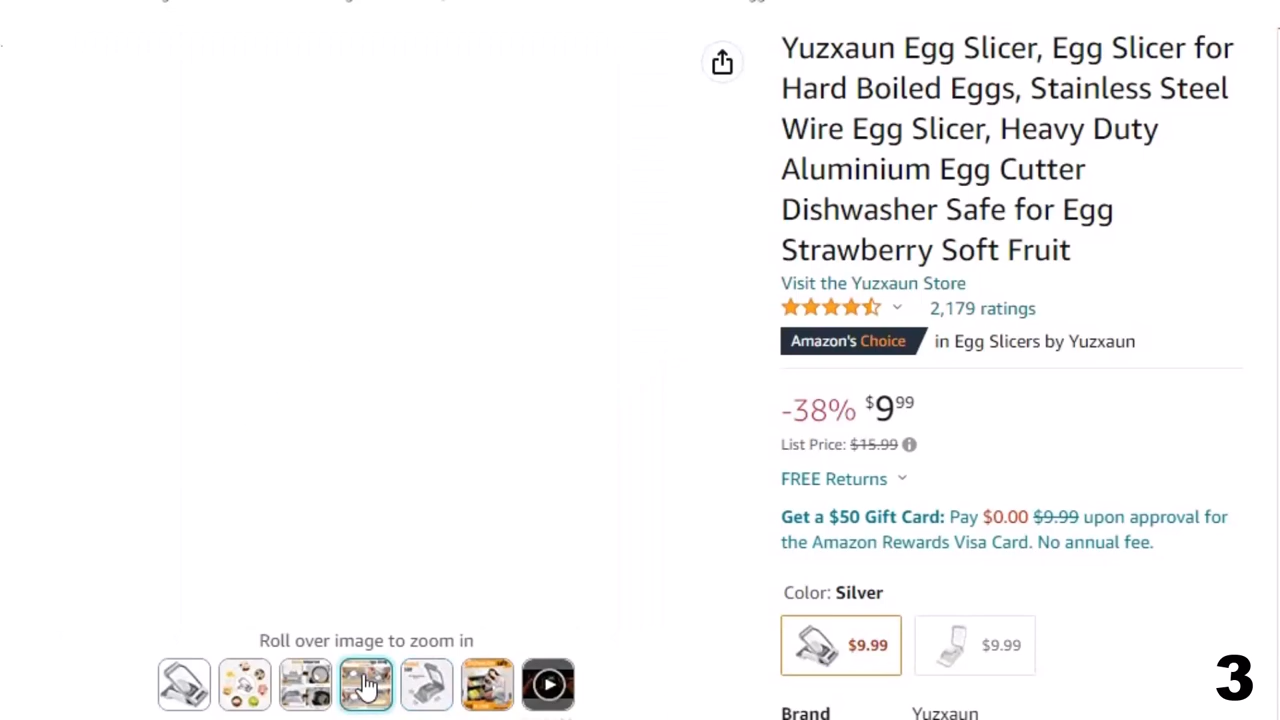 Yuzxaun Egg Slicer, Egg Slicer for
Hard Boiled Eggs, Stainless Steel
Wire Egg Slicer, Heavy Duty
Aluminium Egg Cutter
Dishwasher Safe for Egg
Strawberry Soft Fruit
Visit the Yuzxaun Store
2,179 ratings
Amazon's Choice in Egg Slicers by Yuzxaun
-38% $9.99
List Price: $15.99
FREE Returns
Get a $50 Gift Card: Pay $0.00 $9.99 upon approval for
the Amazon Rewards Visa Card. No annual fee.
Color: Silver
$9.99 $9.99
Roll over image to zoom in
Brand Yuzxaun
3